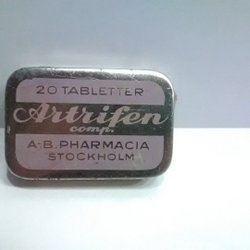 20 TABLETTER
Artrifen
comp.
A-B. PHARMACIA
STOCKHOLM